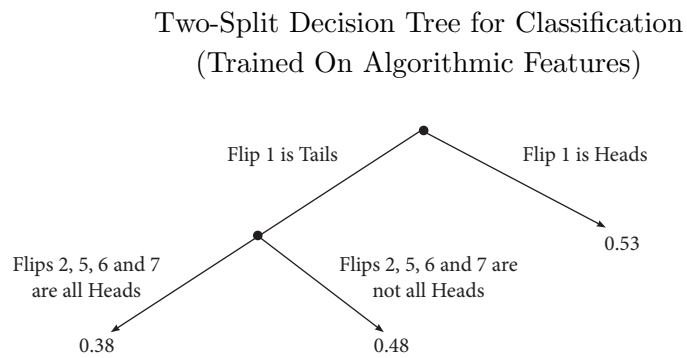 Two-Split Decision Tree for Classification
(Trained On Algorithmic Features)
Flip 1 is Tails
Flip 1 is Heads
0.53
Flips 2, 5, 6 and 7
are all Heads
Flips 2, 5, 6 and 7 are
not all Heads
0.38
0.48